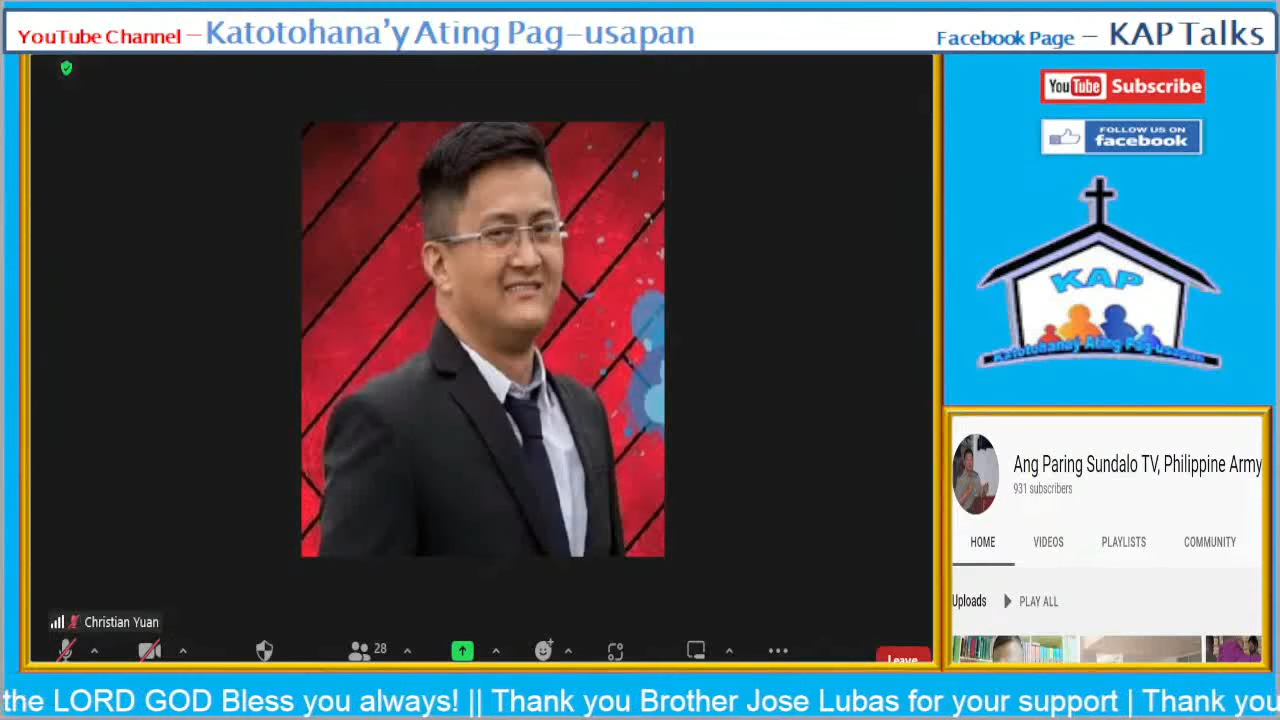 YouTube Channel – Katotohana'y Ating Pag-usapan
Facebook Page – KAP Talks
YouTube Subscribe
FOLLOW US ON
facebook
KAP
Katotohanay Ating Pag-usapan
Ang Paring Sundalo TV, Philippine Army
931 subscribers
HOME VIDEOS PLAYLISTS COMMUNITY
Uploads PLAY ALL
Christian Yuan
28
Leave
the LORD GOD Bless you always! || Thank you Brother Jose Lubas for your support | Thank you